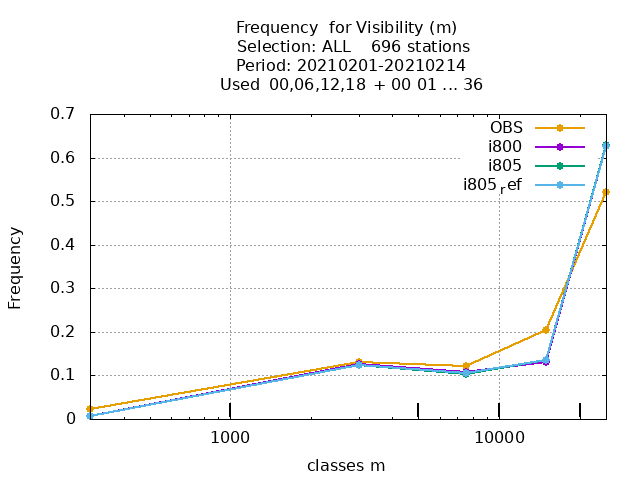 Frequency  for Visibility (m)
Selection: ALL    696 stations
Period: 20210201-20210214
Used  00,06,12,18  + 00 01 ... 36
0.7
0.6
0.5
0.4
0.3
0.2
0.1
0
Frequency
OBS
i800
i805
i805ref
1000
10000
classes m